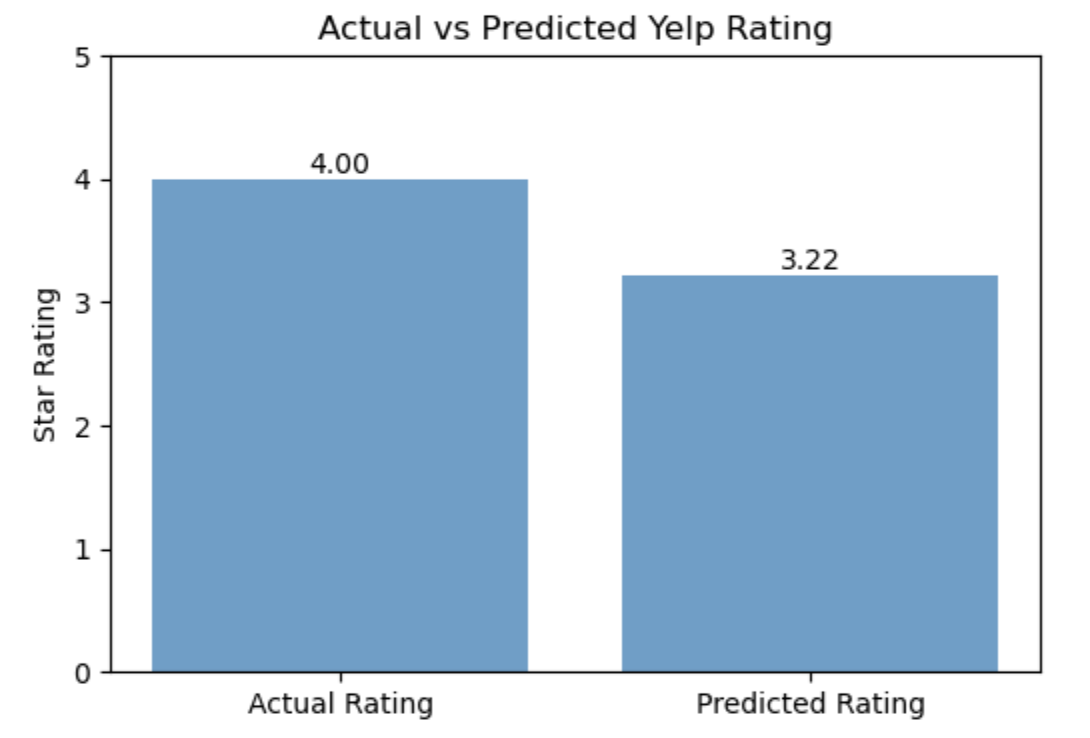 Actual vs Predicted Yelp Rating
5
4
3
2
1
0
Star Rating
4.00
3.22
Actual Rating
Predicted Rating